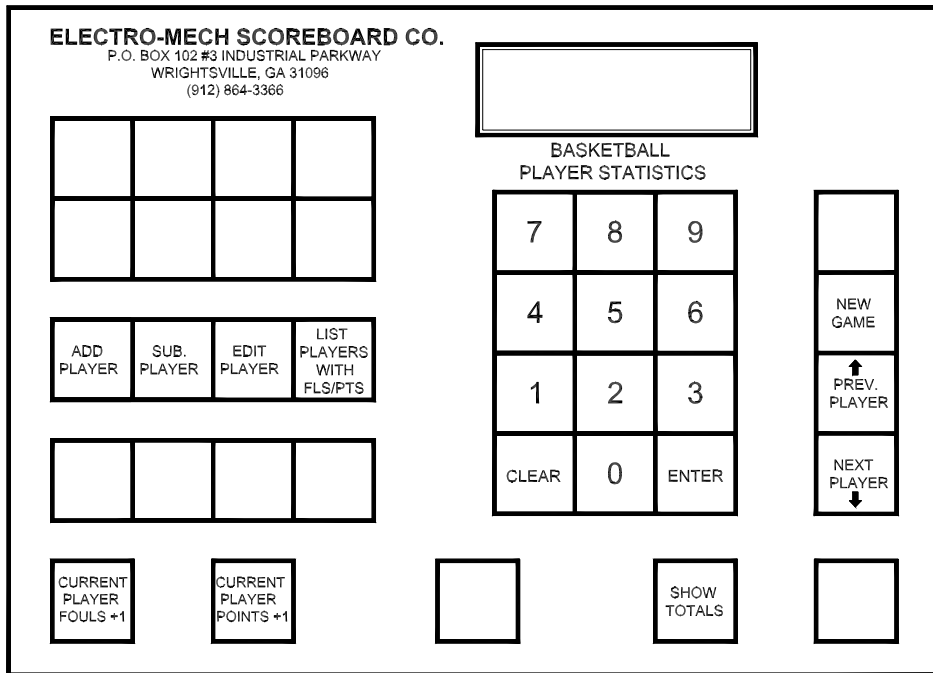 ELECTRO-MECH SCOREBOARD CO.
P.O. BOX 102 #3 INDUSTRIAL PARKWAY
WRIGHTSVILLE, GA 31096
(912) 864-3366
BASKETBALL
PLAYER STATISTICS
7 8 9
4 5 6
1 2 3
CLEAR 0 ENTER
NEW
GAME
PREV.
PLAYER
NEXT
PLAYER
ADD
PLAYER
SUB.
PLAYER
EDIT
PLAYER
LIST
PLAYERS
WITH
FLS/PTS
CURRENT
PLAYER
FOULS +1
CURRENT
PLAYER
POINTS +1
SHOW
TOTALS